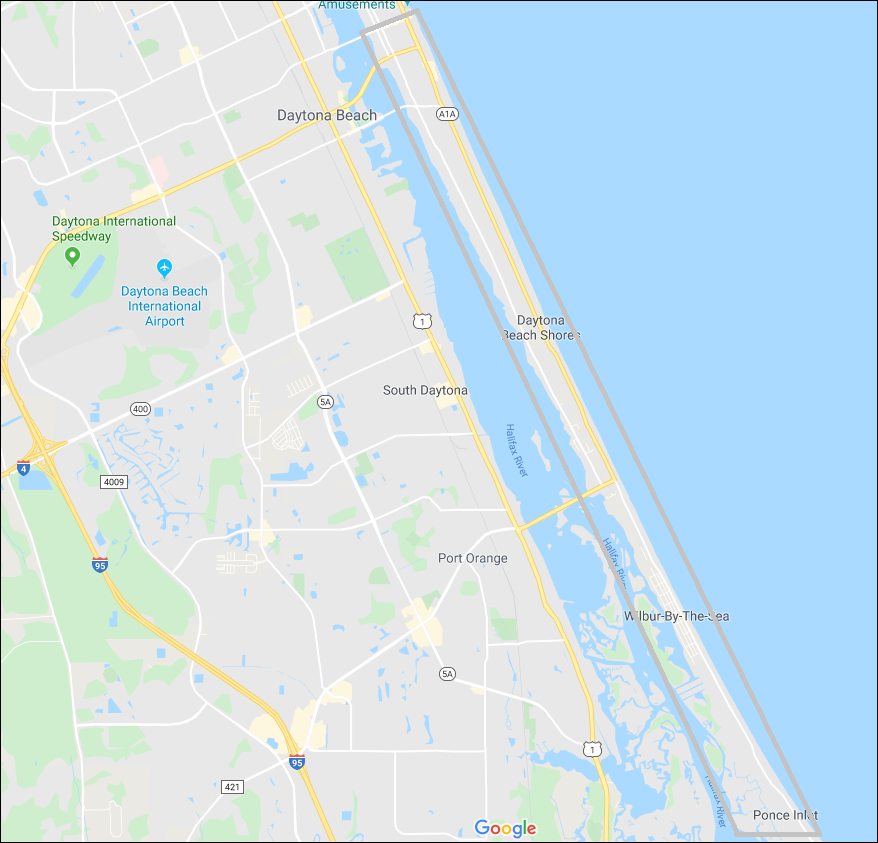 Amusements
Daytona Beach
A1A
Daytona International
Speedway
Daytona Beach
International
Airport
Daytona
Beach Shores
1
South Daytona
5A
400
Halifax River
4
4009
95
Port Orange
Halifax River
Wilbur-By-The-Sea
5A
1
95
421
Halifax River
Ponce Inlet
Google